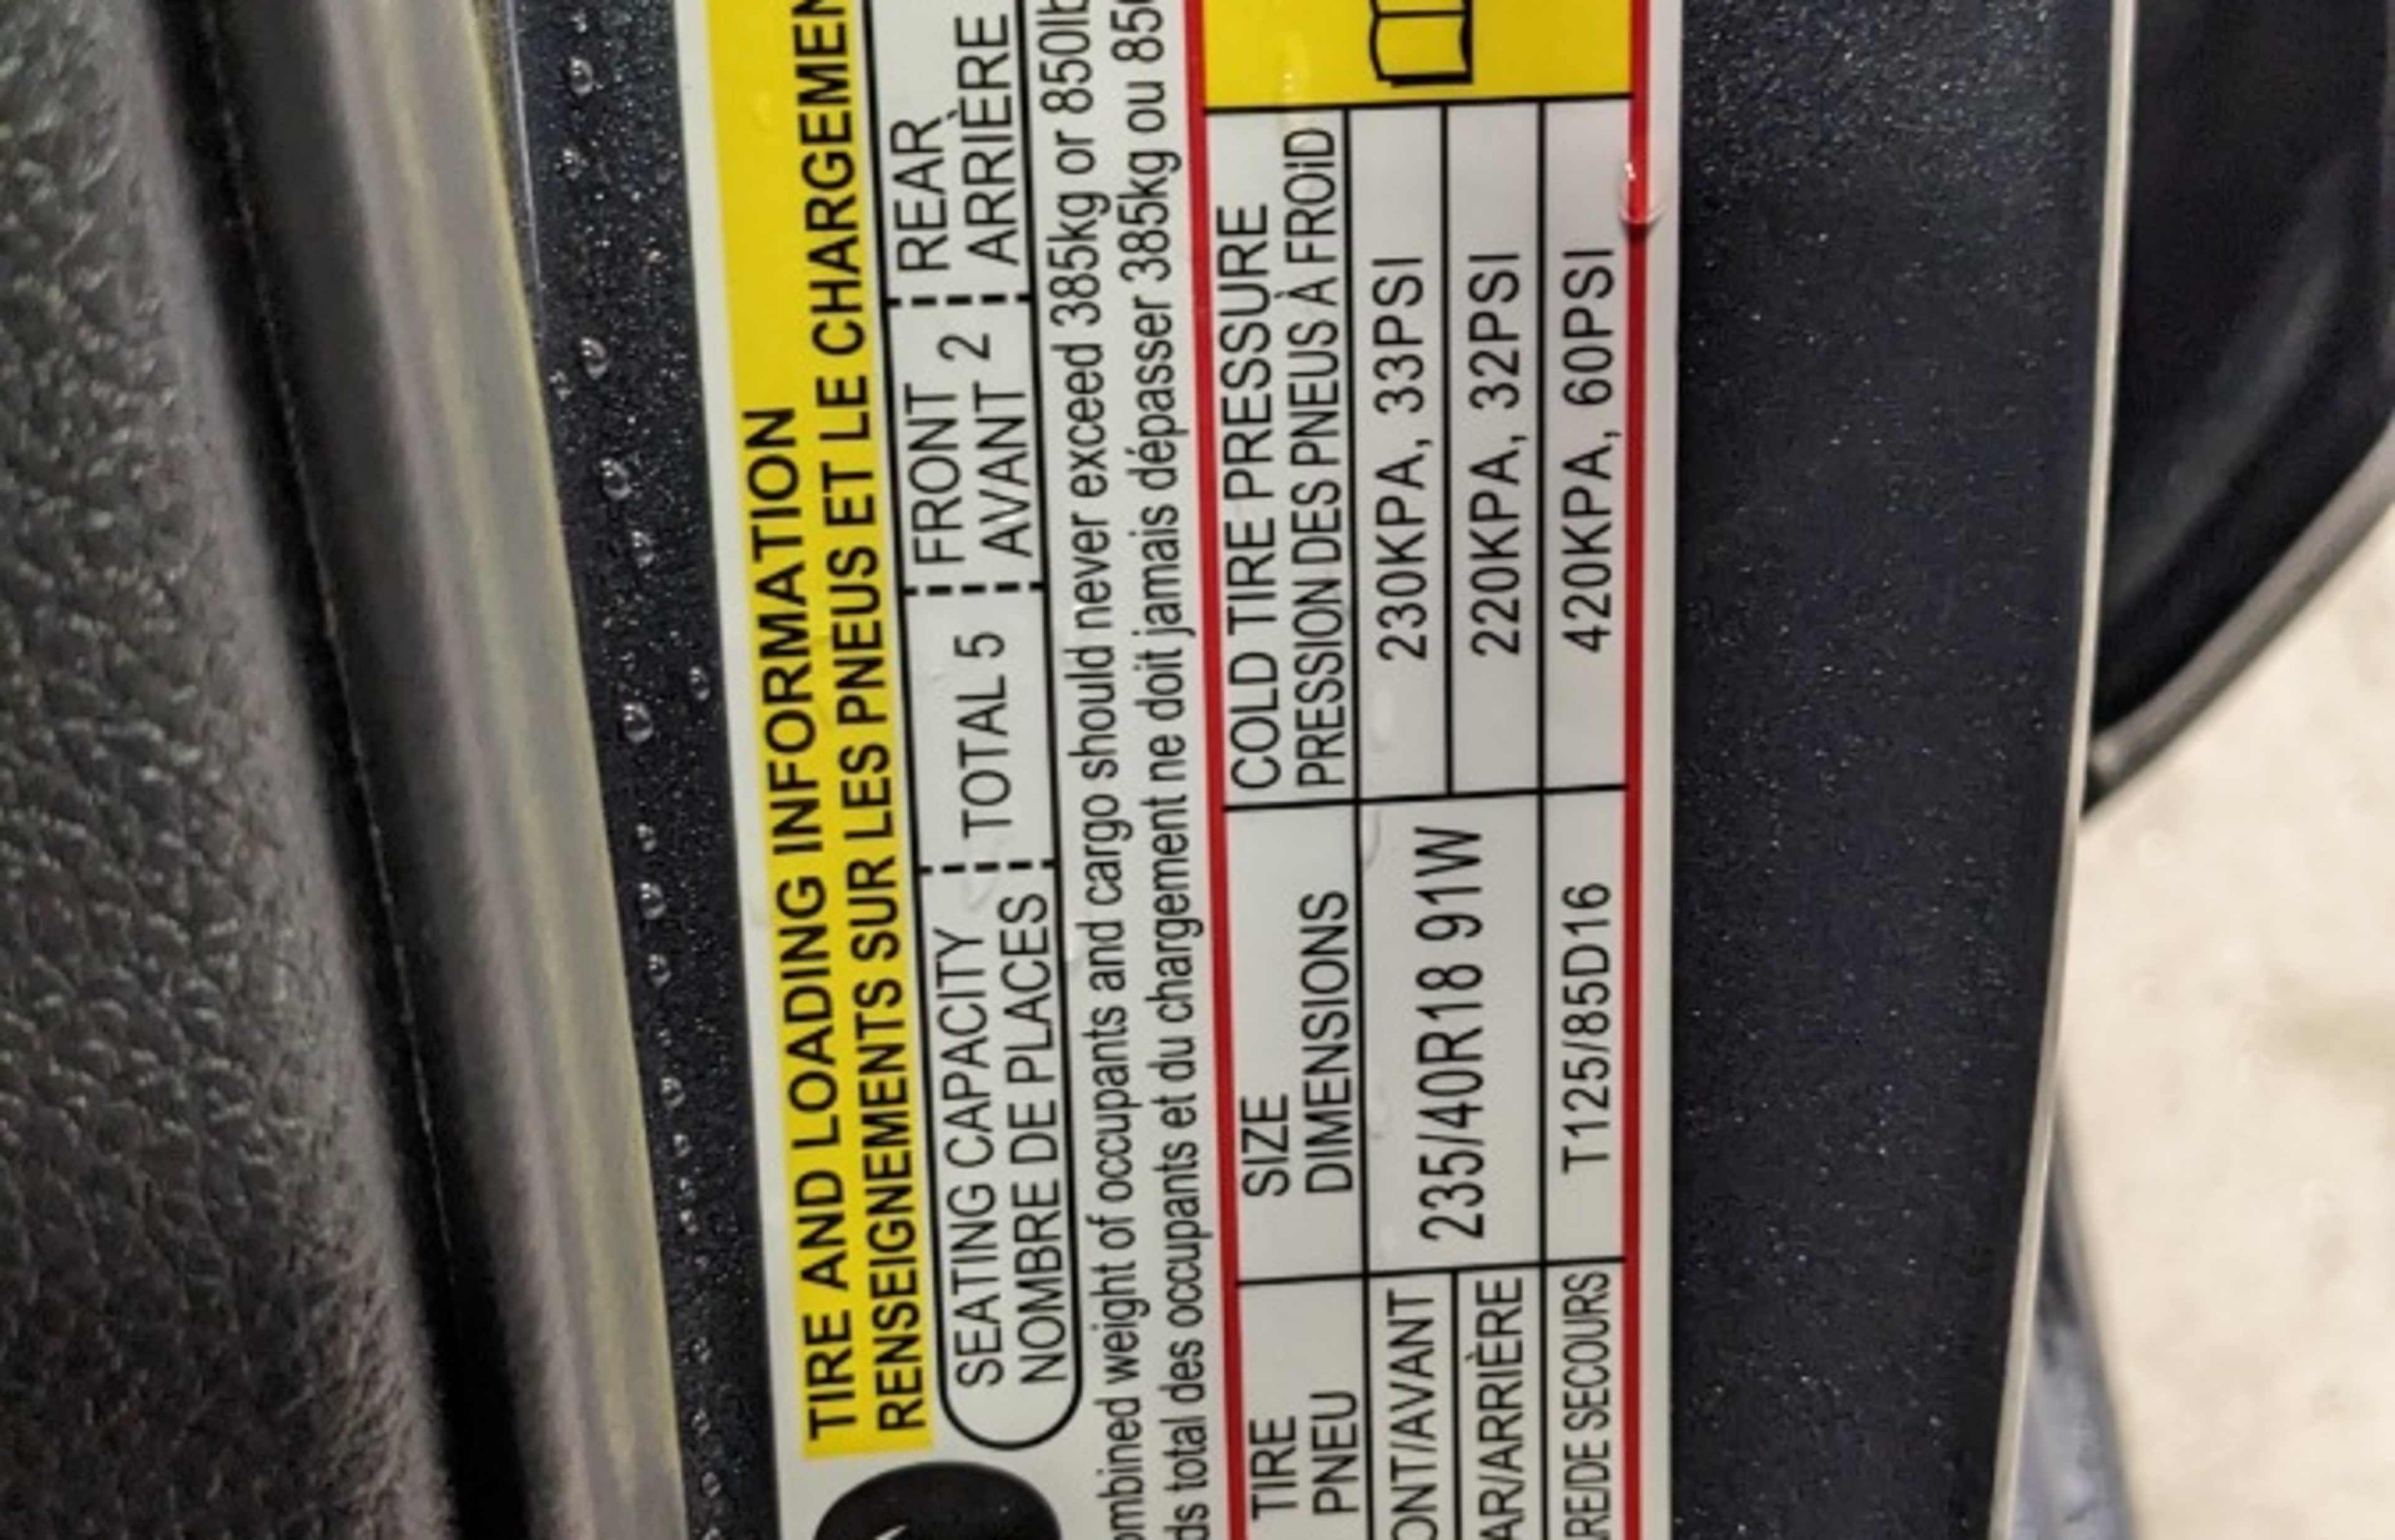 TIRE AND LOADING INFORMATION
RENSEIGNEMENTS SUR LES PNEUS ET LE CHARGEMEN
SEATING CAPACITY
NOMBRE DE PLACES
TOTAL 5
FRONT
AVANT 2
REAR
ARRIÈRE
ombined weight of occupants and cargo should never exceed 385kg or 850lb
ds total des occupants et du chargement ne doit jamais dépasser 385kg ou 850
TIRE
PNEU
SIZE
DIMENSIONS
COLD TIRE PRESSURE
PRESSION DES PNEUS À FROiD
ONT/AVANT
235/40R18 91W
230KPA, 33PSI
AR/ARRIÈRE
220KPA, 32PSI
RE/DE SECOURS
T125/85D16
420KPA, 60PSI